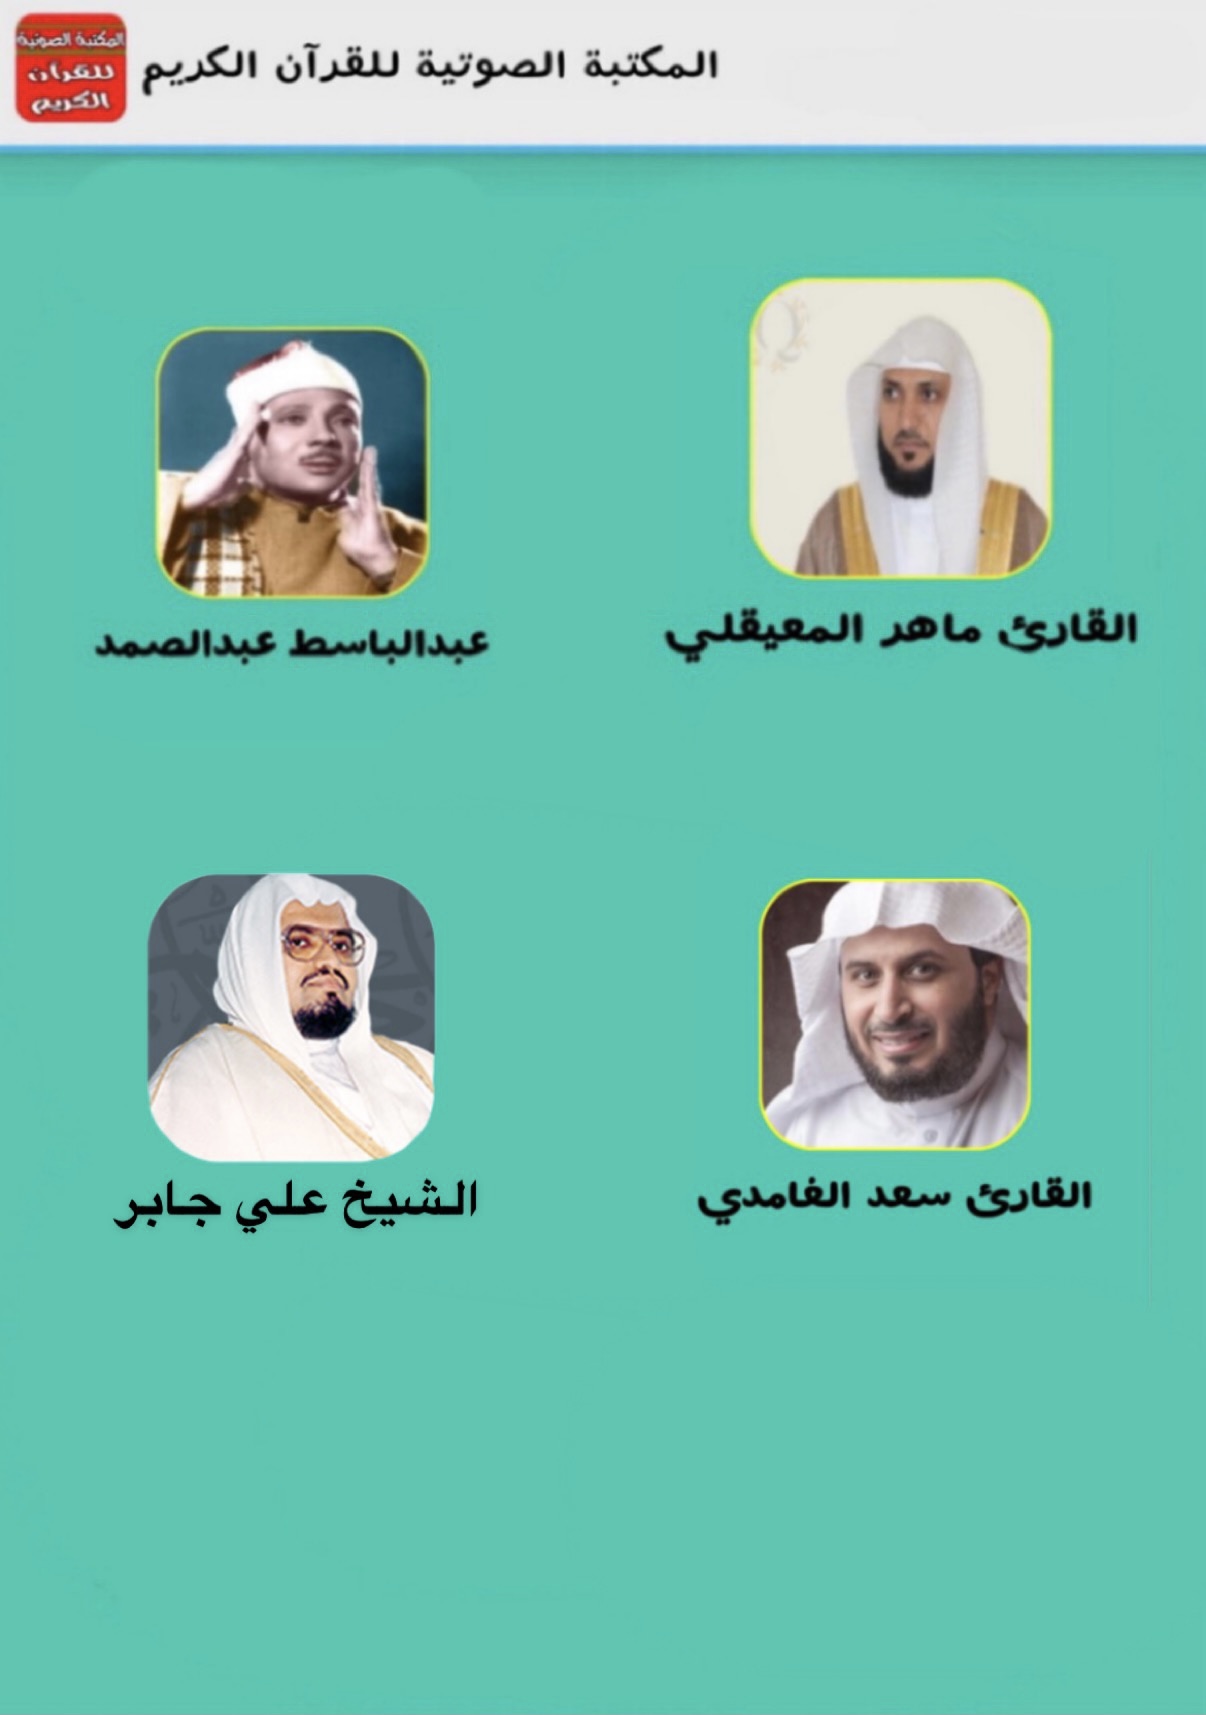 المكتبة الصوتية
للقرآن
الكريم
المكتبة الصوتية للقرآن الكريم
القارئ ماهر المعيقلي
عبدالباسط عبدالصمد
القارئ سعد الغامدي
الشيخ علي جابر